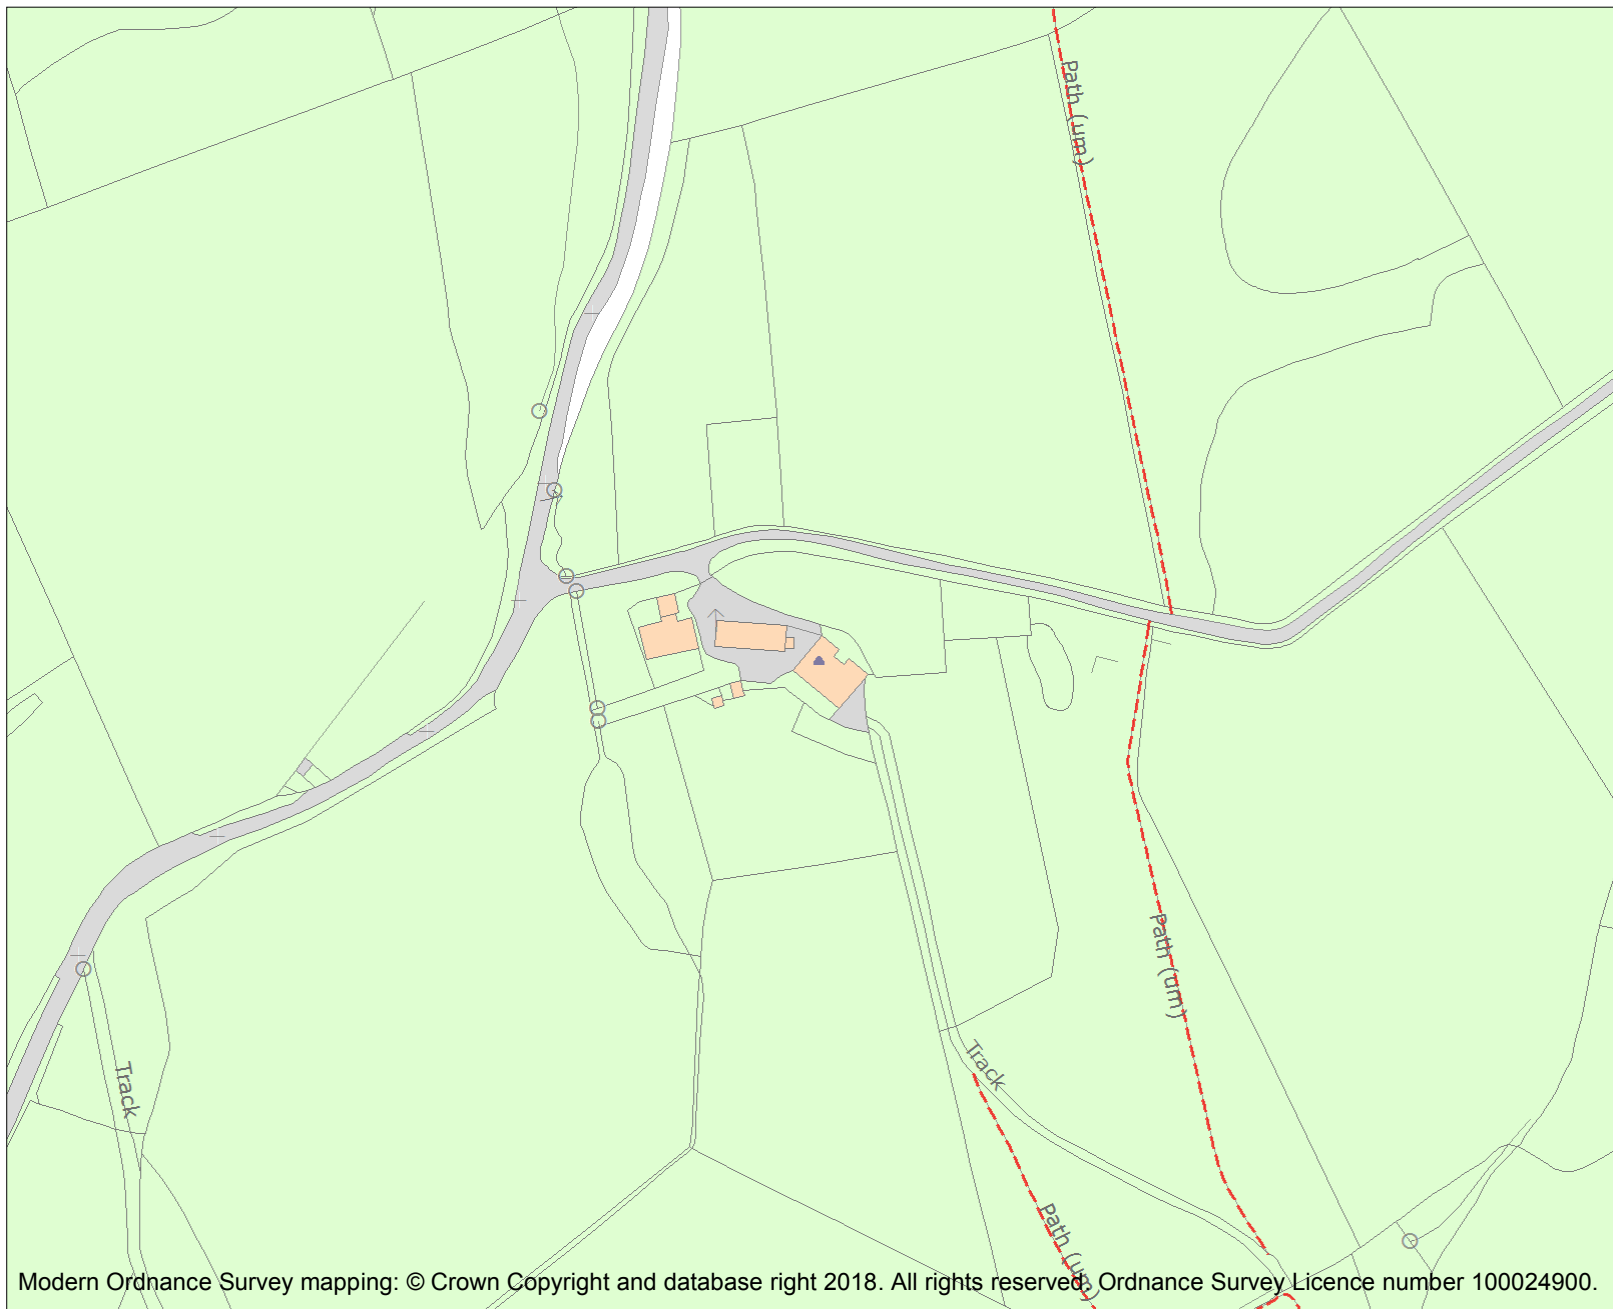 Path (um)
Path (um)
Track
Track
Path (um)
Modern Ordnance Survey mapping: © Crown Copyright and database right 2018. All rights reserved Ordnance Survey Licence number 100024900.